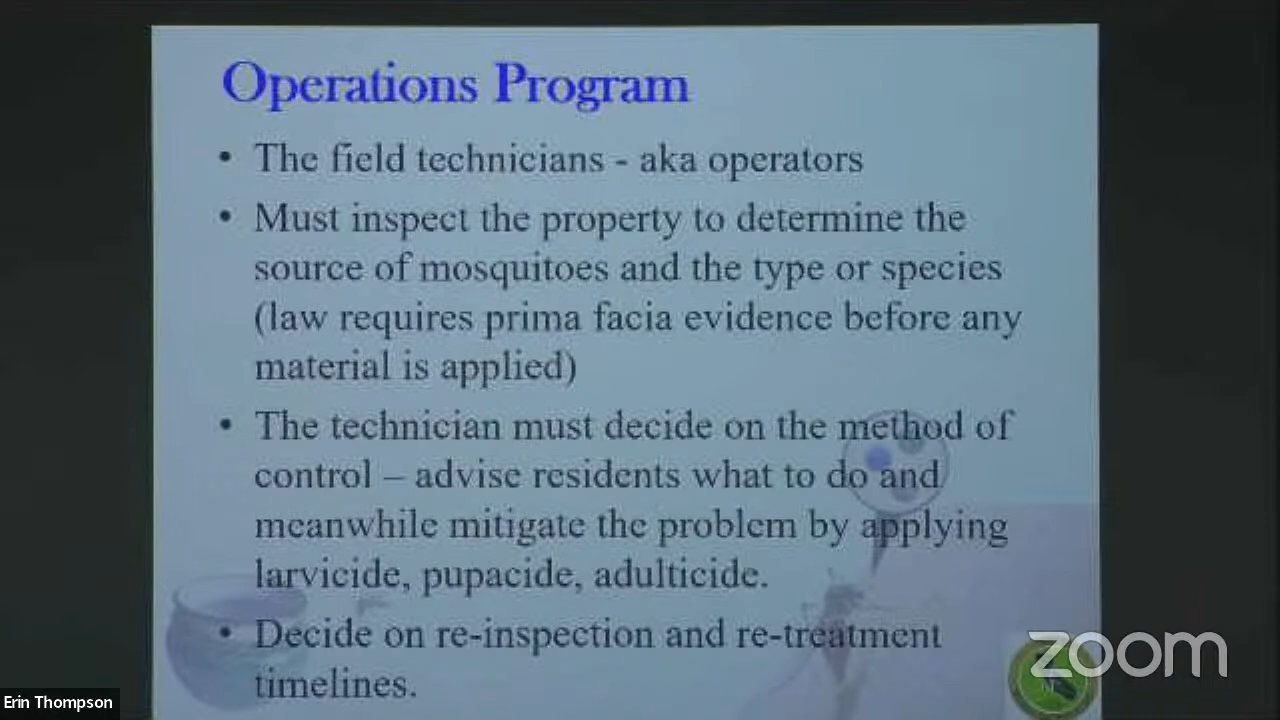 Operations Program
• The field technicians - aka operators
• Must inspect the property to determine the
source of mosquitoes and the type or species
(law requires prima facia evidence before any
material is applied)
• The technician must decide on the method of
control – advise residents what to do and
meanwhile mitigate the problem by applying
larvicide, pupacide, adulticide.
• Decide on re-inspection and re-treatment
timelines.
zoom
Erin Thompson